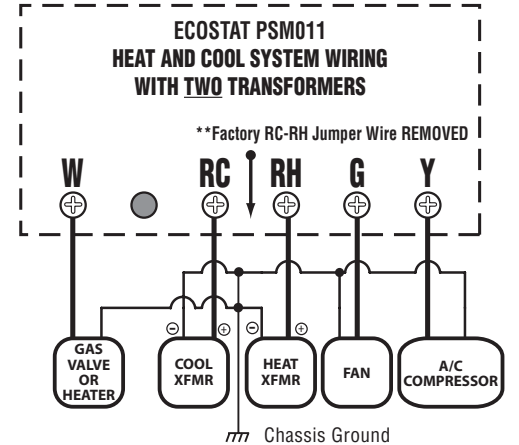 ECOSTAT PSM011
HEAT AND COOL SYSTEM WIRING
WITH TWO TRANSFORMERS
**Factory RC-RH Jumper Wire REMOVED
W RC RH G Y
⊖ ⊕ ⊖ ⊕
GAS
VALVE
OR
HEATER
COOL
XFMR
HEAT
XFMR
FAN
A/C
COMPRESSOR
Chassis Ground